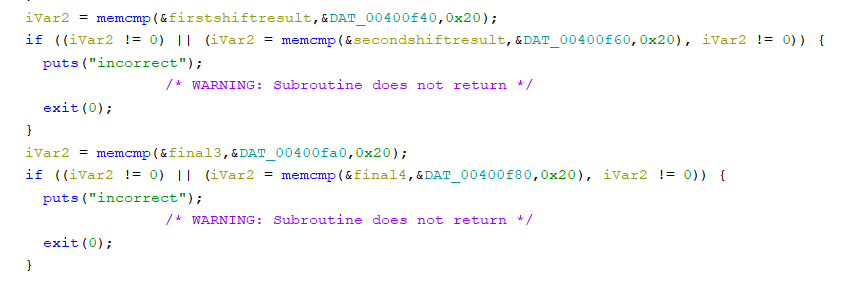 iVar2 = memcmp(&firstshiftresult,&DAT_00400f40,0x20);
if ((iVar2 != 0) || (iVar2 = memcmp(&secondshiftresult,&DAT_00400f60,0x20), iVar2 != 0)) {
puts("incorrect");
/* WARNING: Subroutine does not return */
exit(0);
}
iVar2 = memcmp(&final3,&DAT_00400fa0,0x20);
if ((iVar2 != 0) || (iVar2 = memcmp(&final4,&DAT_00400f80,0x20), iVar2 != 0)) {
puts("incorrect");
/* WARNING: Subroutine does not return */
exit(0);
}